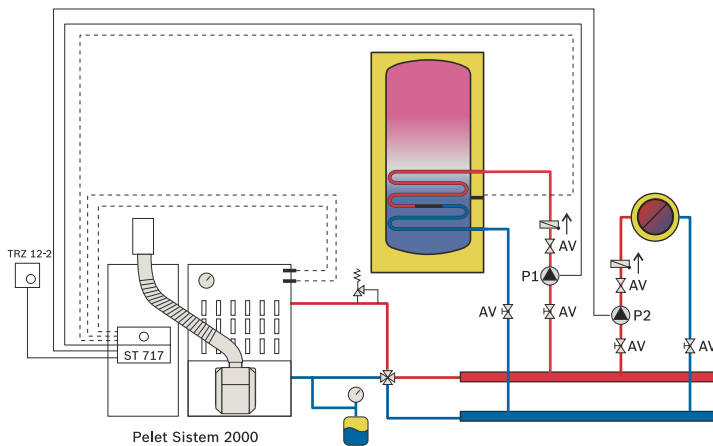 TRZ 12-2
ST 717
AV
P1
AV
AV
AV
P2
AV
AV
Pelet Sistem 2000